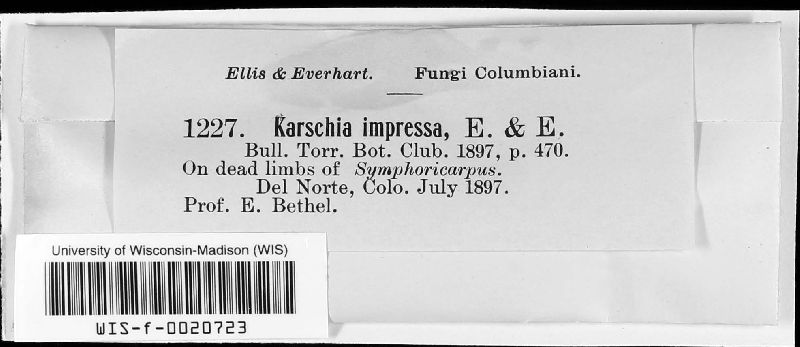 Ellis & Everhart. Fungi Columbiani.
1227. Karschia impressa, E. & E.
Bull. Torr. Bot. Club. 1897, p. 470.
On dead limbs of Symphoricarpus.
Del Norte, Colo. July 1897.
Prof. E. Bethel.
University of Wisconsin-Madison (WIS)
WIS-f-0020723